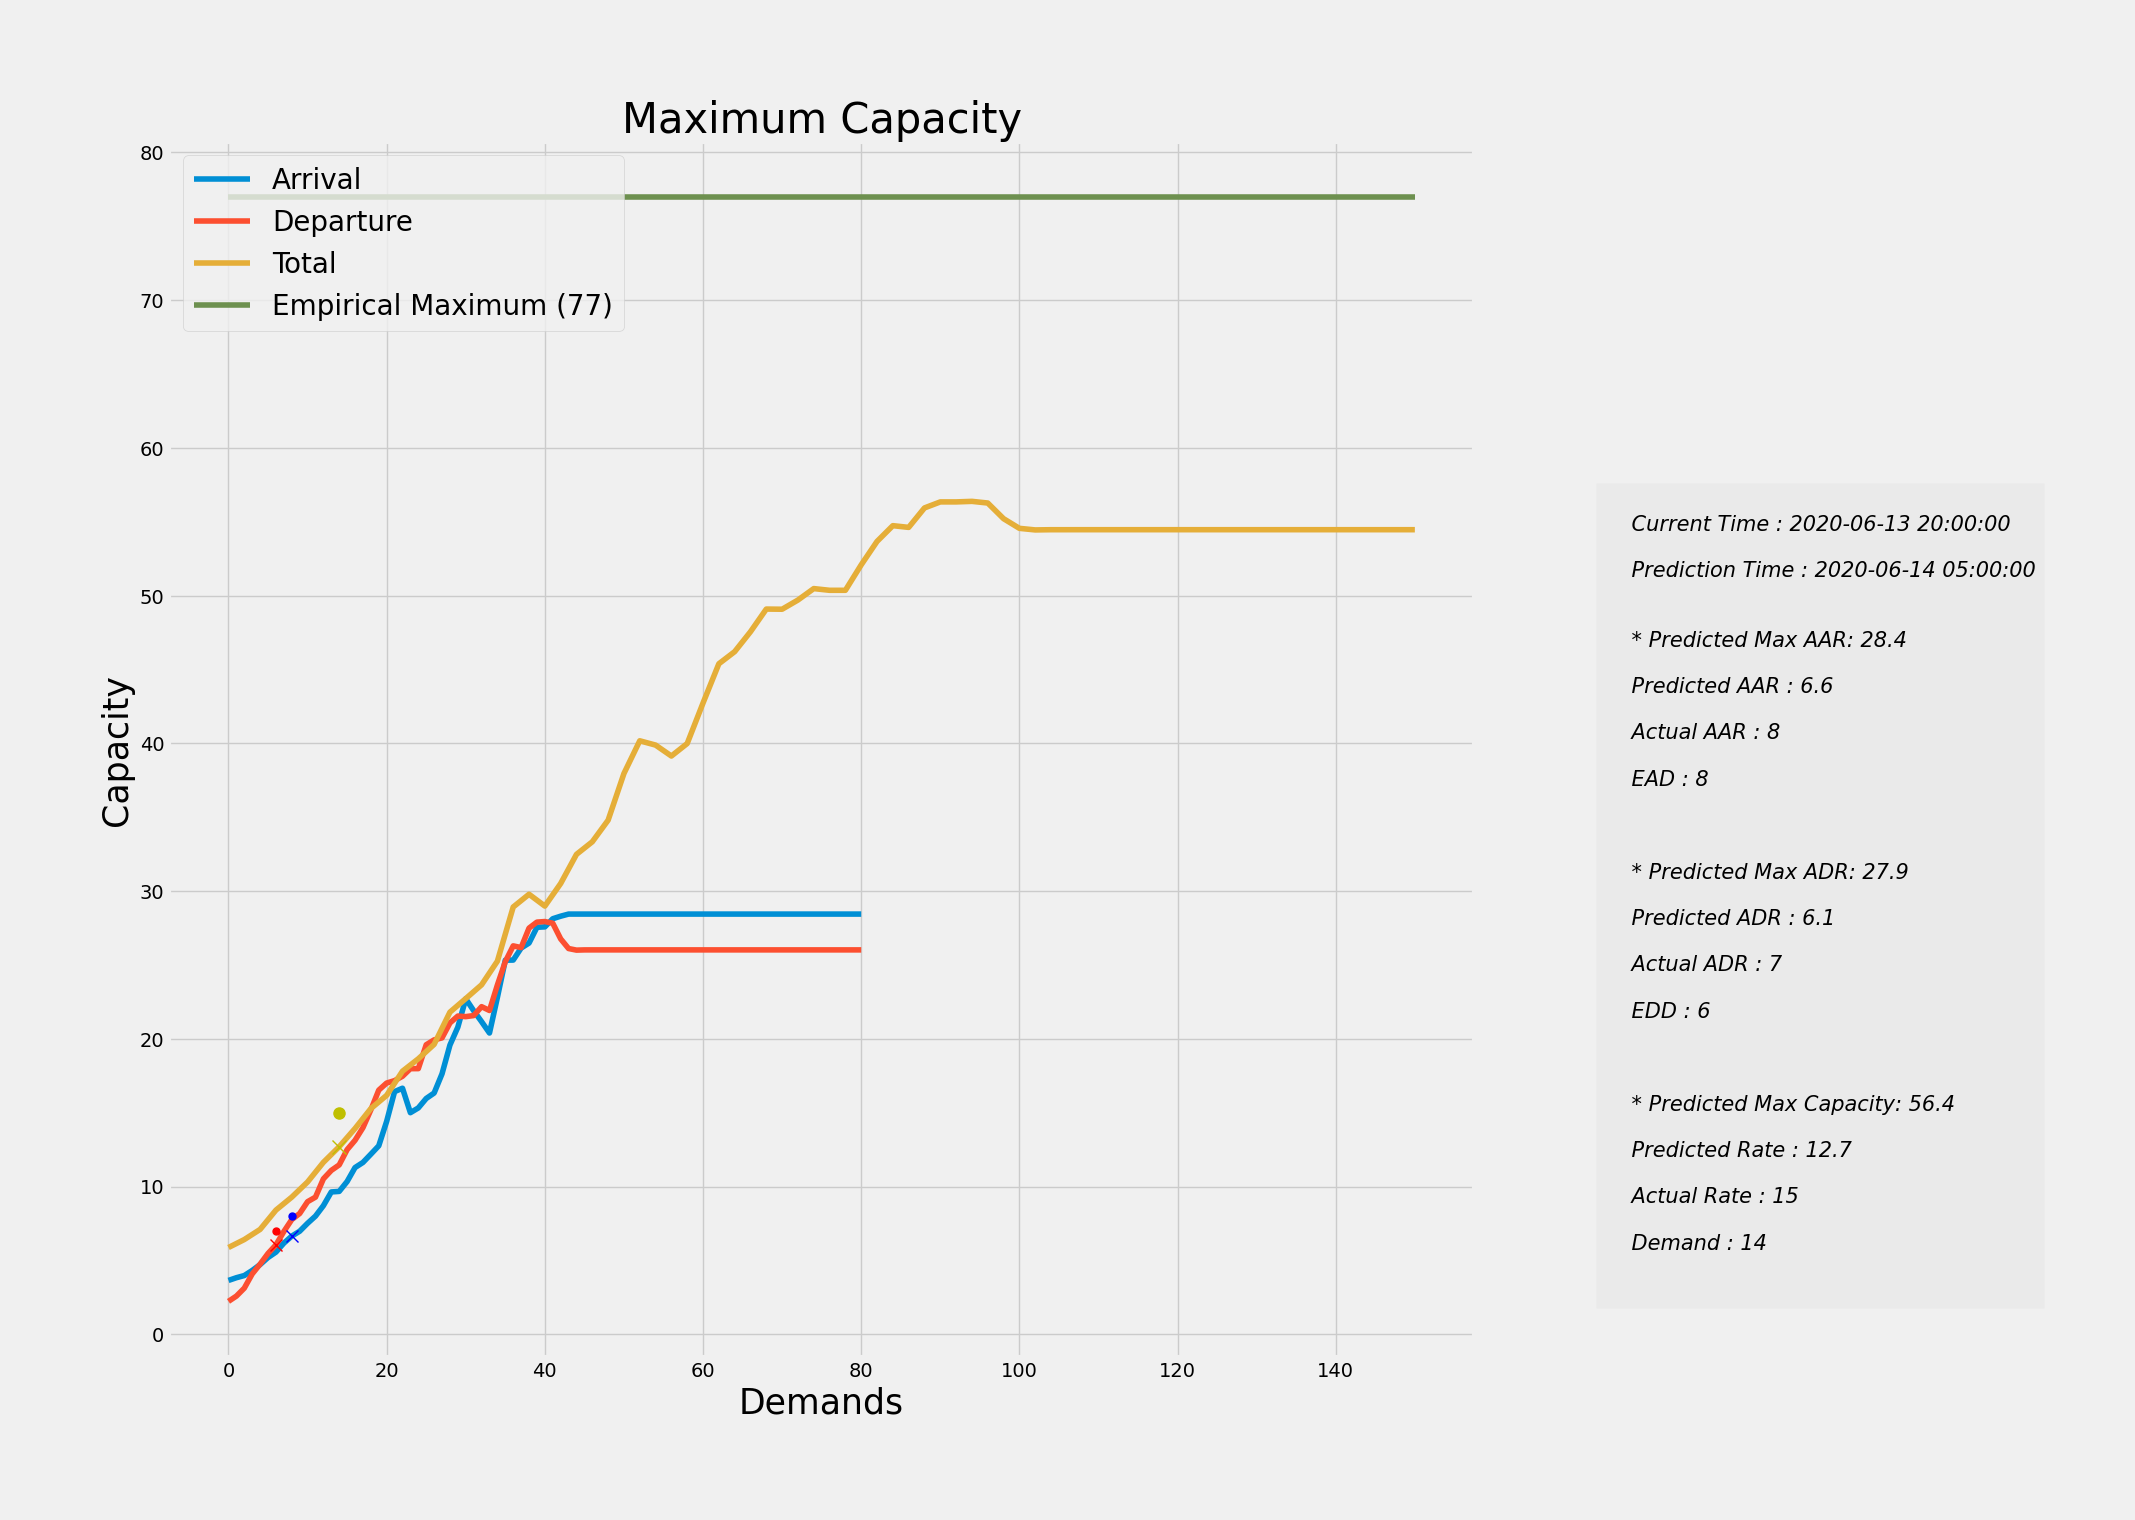 Maximum Capacity
Arrival
Departure
Total
Empirical Maximum (77)
80
70
60
50
40
30
20
10
0
Capacity
0 20 40 60 80 100 120 140
Demands
Current Time : 2020-06-13 20:00:00
Prediction Time : 2020-06-14 05:00:00
* Predicted Max AAR: 28.4
Predicted AAR : 6.6
Actual AAR : 8
EAD : 8
* Predicted Max ADR: 27.9
Predicted ADR : 6.1
Actual ADR : 7
EDD : 6
* Predicted Max Capacity: 56.4
Predicted Rate : 12.7
Actual Rate : 15
Demand : 14